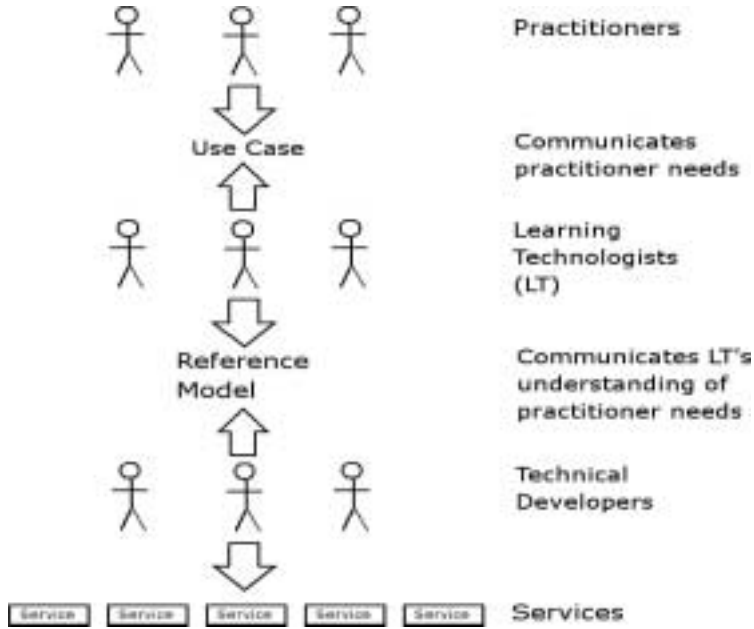 Practitioners
Use Case
Communicates
practitioner needs
Learning
Technologists
(LT)
Reference
Model
Communicates LT's
understanding of
practitioner needs
Technical
Developers
Service Service Service Service Service
Services